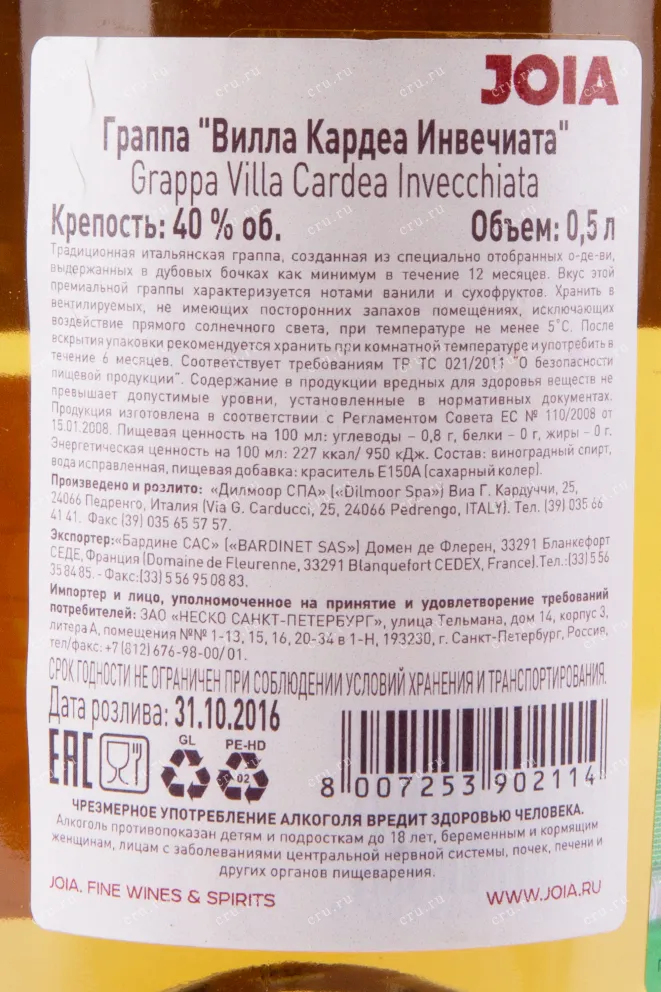 JOIA
Граппа "Вилла Кардеа Инвечиата"
Grappa Villa Cardea Invecchiata
Крепость: 40 % об. Объем: 0,5 л
Традиционная итальянская граппа, созданная из специально отобранных о-де-ви,
выдержанных в дубовых бочках как минимум в течение 12 месяцев. Вкус этой
премиальной граппы характеризуется нотами ванили и сухофруктов. Хранить в
вентилируемых, не имеющих посторонних запахов помещениях, исключающих
воздействие прямого солнечного света, при температуре не менее 5°С. После
вскрытия упаковки рекомендуется хранить при комнатной температуре и употребить в
течение 6 месяцев. Соответствует требованиям ТР ТС 021/2011 "О безопасности
пищевой продукции". Содержание в продукции вредных для здоровья веществ не
превышает допустимые уровни, установленные в нормативных документах.
Продукция изготовлена в соответствии с Регламентом Совета ЕС № 110/2008 от
15.01.2008. Пищевая ценность на 100 мл: углеводы – 0,8 г, белки – 0 г, жиры – 0 г.
Энергетическая ценность на 100 мл: 227 ккал/ 950 кДж. Состав: виноградный спирт,
вода исправленная, пищевая добавка: краситель Е150А (сахарный колер).
Произведено и розлито: «Дилмоор СПА» («Dilmoor Spa») Виа Г. Кардуччи, 25,
24066 Педренго, Италия (Via G. Carducci, 25, 24066 Pedrengo, ITALY). Тел. (39) 035 66
41 41. Факс (39) 035 65 57 57.
Экспортер:«Бардине САС» («BARDINET SAS») Домен де Флерен, 33291 Бланкефорт
СЕДЕ, Франция (Domaine de Fleurenne, 33291 Blanquefort CEDEX, France).Тел.:(33) 5 56
35 84 85. - Факс:(33) 5 56 95 08 83.
Импортер и лицо, уполномоченное на принятие и удовлетворение требований
потребителей: ЗАО «НЕСКО САНКТ-ПЕТЕРБУРГ», улица Тельмана, дом 14, корпус 3,
литера А, помещения №№ 1-13, 15, 16, 20-34 в 1-Н, 193230, г. Санкт-Петербург, Россия,
тел/факс: +7 (812) 676-98-00/ 01.
СРОК ГОДНОСТИ НЕ ОГРАНИЧЕН ПРИ СОБЛЮДЕНИИ УСЛОВИЙ ХРАНЕНИЯ И ТРАНСПОРТИРОВАНИЯ.
Дата розлива: 31.10.2016
EAC GL PE-HD
02
8 007253 902114
ЧРЕЗМЕРНОЕ УПОТРЕБЛЕНИЕ АЛКОГОЛЯ ВРЕДИТ ЗДОРОВЬЮ ЧЕЛОВЕКА.
Алкоголь противопоказан детям и подросткам до 18 лет, беременным и кормящим
женщинам, лицам с заболеваниями центральной нервной системы, почек, печени и
других органов пищеварения.
JOIA. FINE WINES & SPIRITS WWW.JOIA.RU
cru.ru